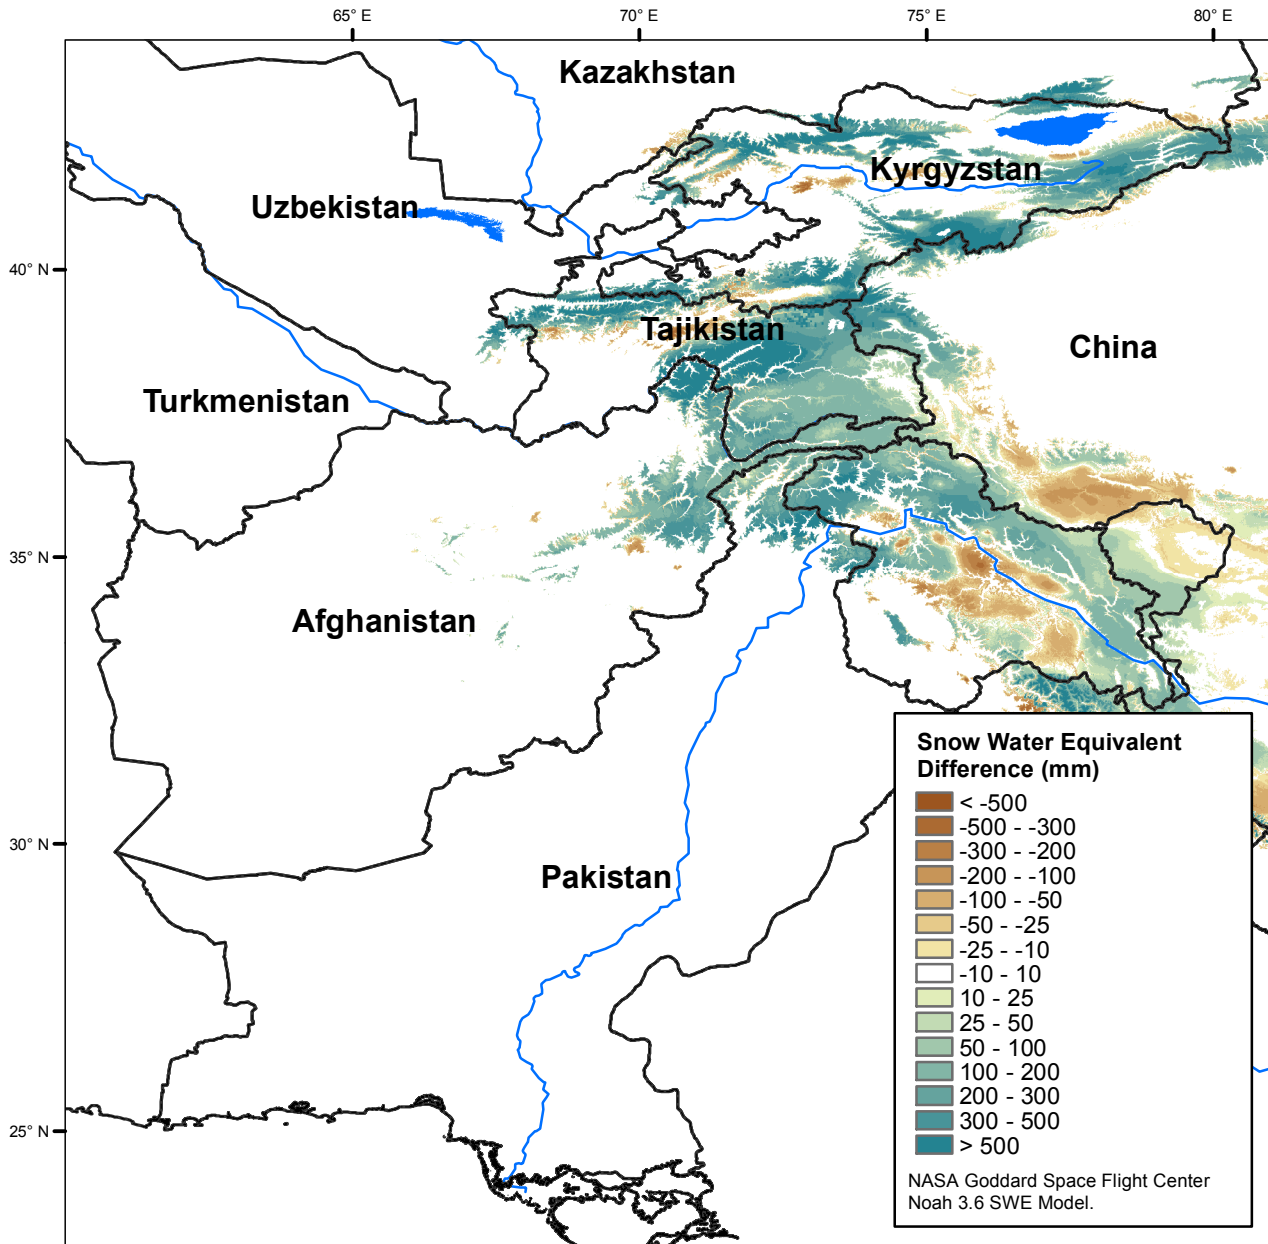 65° E
70° E
75° E
80° E
Kazakhstan
Kyrgyzstan
Uzbekistan
40° N
Tajikistan
China
Turkmenistan
35° N
Afghanistan
30° N
Pakistan
25° N
Snow Water Equivalent
Difference (mm)
< -500
-500 - -300
-300 - -200
-200 - -100
-100 - -50
-50 - -25
-25 - -10
-10 - 10
10 - 25
25 - 50
50 - 100
100 - 200
200 - 300
300 - 500
> 500
NASA Goddard Space Flight Center
Noah 3.6 SWE Model.